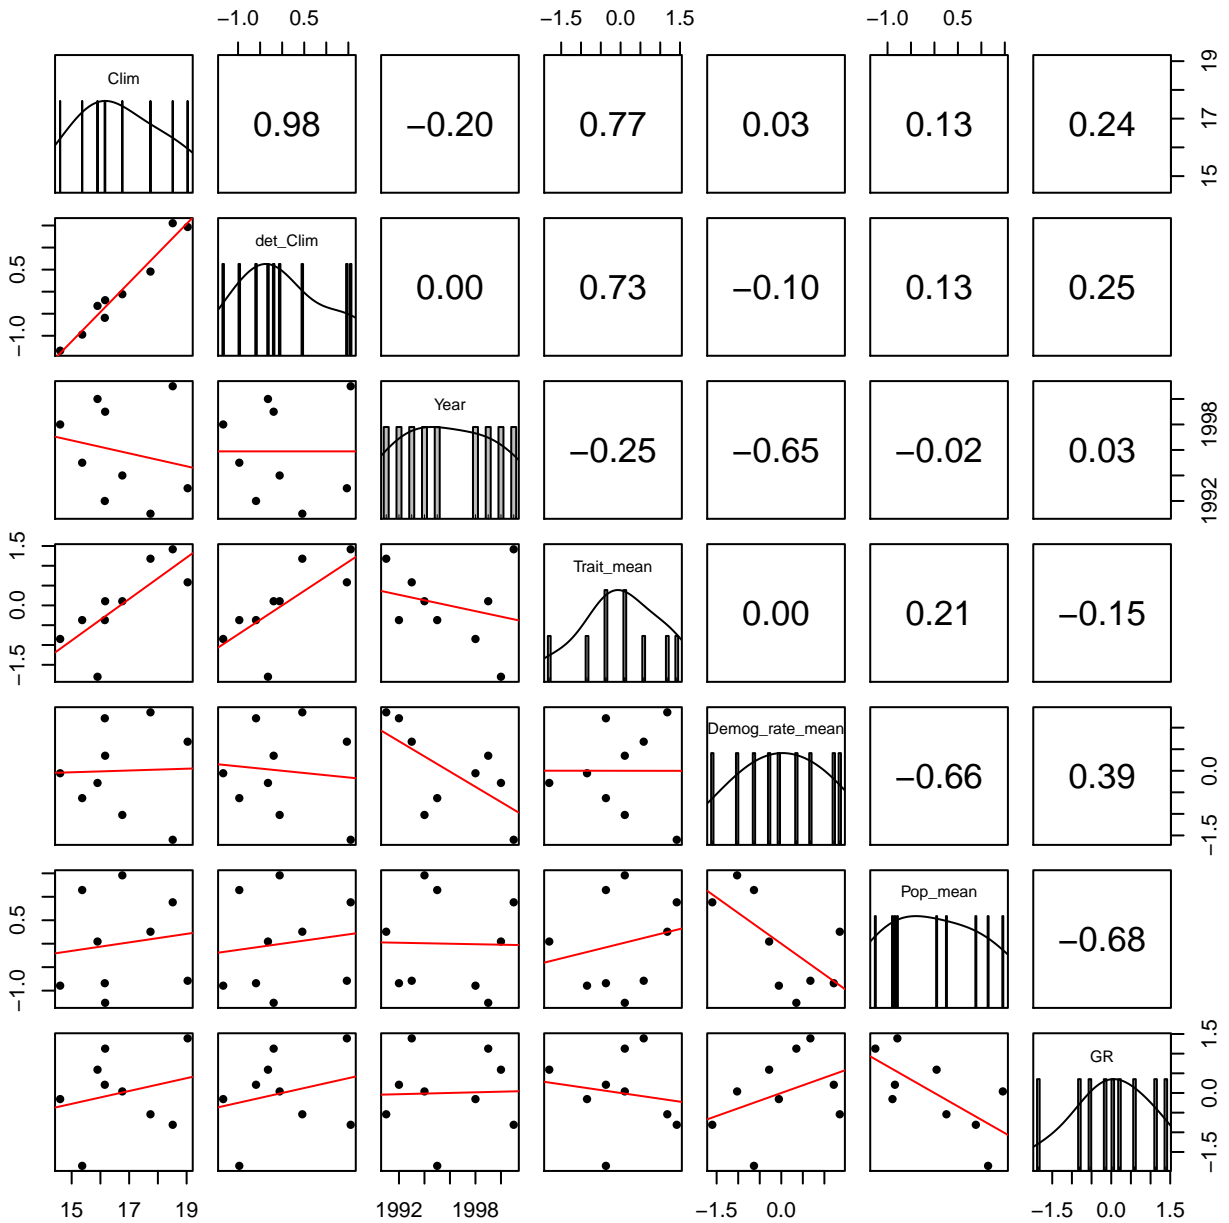 −1.0 0.5 −1.5 0.0 1.5 −1.0 0.5
Clim 0.98 −0.20 0.77 0.03 0.13 0.24
15 17 19
det_Clim 0.00 0.73 −0.10 0.13 0.25
−1.0 0.5
Year −0.25 −0.65 −0.02 0.03
1992 1998
Trait_mean 0.00 0.21 −0.15
−1.5 0.0 1.5
Demog_rate_mean −0.66 0.39
−1.5 0.0
Pop_mean −0.68
−1.0 0.5
GR
−1.5 0.0 1.5
15 17 19 1992 1998 −1.5 0.0 −1.5 0.0 1.5